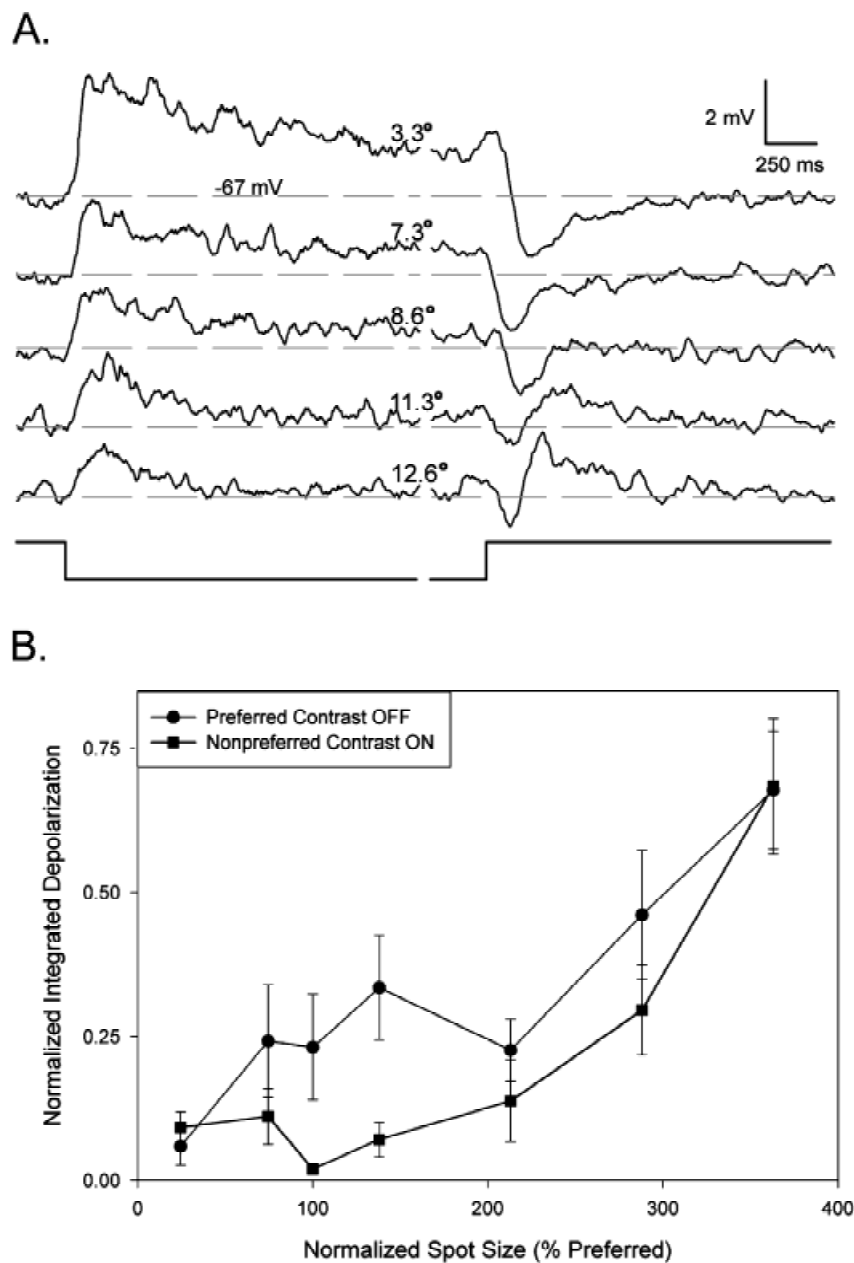 A.
3.3°
2 mV
250 ms
-67 mV
7.3°
8.6°
11.3°
12.6°
B.
Preferred Contrast OFF
Nonpreferred Contrast ON
Normalized Integrated Depolarization
0.75
0.50
0.25
0.00
0
100
200
300
400
Normalized Spot Size (% Preferred)